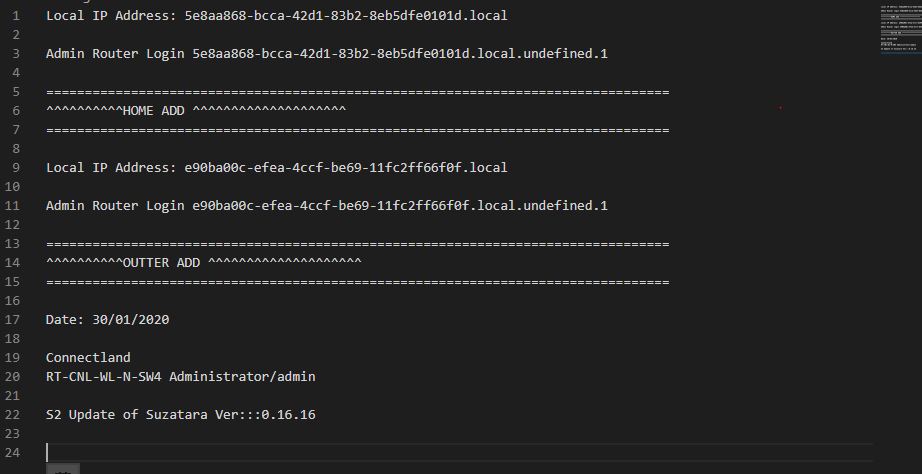 1 Local IP Address: 5e8aa868-bcca-42d1-83b2-8eb5dfe0101d.local
2
3 Admin Router Login 5e8aa868-bcca-42d1-83b2-8eb5dfe0101d.local.undefined.1
4
5 =================================================================================
6 ^^^^^^^^^^HOME ADD ^^^^^^^^^^^^^^^^^^^^
7 =================================================================================
8
9 Local IP Address: e90ba00c-efea-4ccf-be69-11fc2ff66f0f.local
10
11 Admin Router Login e90ba00c-efea-4ccf-be69-11fc2ff66f0f.local.undefined.1
12
13 =================================================================================
14 ^^^^^^^^^^OUTTER ADD ^^^^^^^^^^^^^^^^^^^^
15 =================================================================================
16
17 Date: 30/01/2020
18
19 Connectland
20 RT-CNL-WL-N-SW4 Administrator/admin
21
22 S2 Update of Suzatara Ver:::0.16.16
23
24